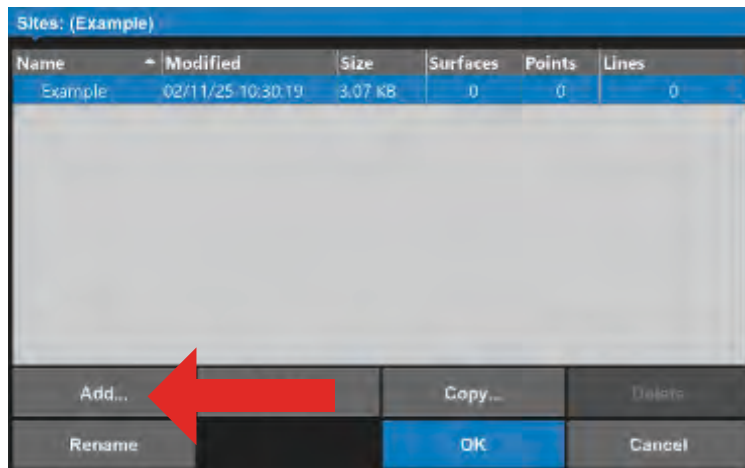 Sites: (Example)
Name Modified Size Surfaces Points Lines
Example 02/11/25 10:30:19 3.07 KB 0 0 0
Add... Copy... Delete
Rename OK Cancel